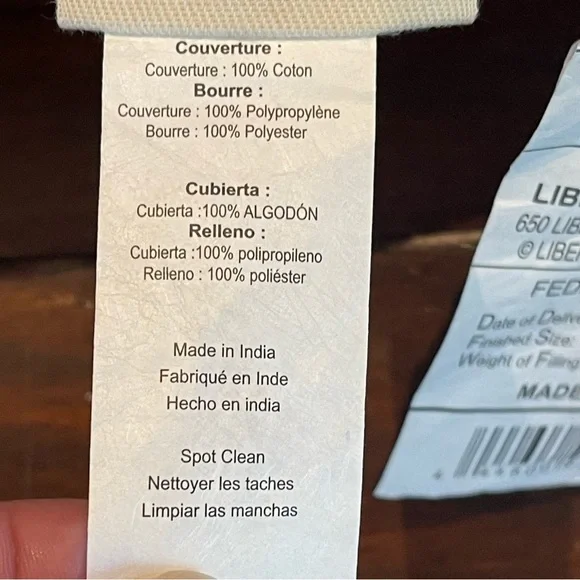 Couverture :
Couverture : 100% Coton
Bourre :
Couverture : 100% Polypropylène
Bourre : 100% Polyester
Cubierta :
Cubierta :100% ALGODÓN
Relleno :
Cubierta :100% polipropileno
Relleno : 100% poliéster
Made in India
Fabriqué en Inde
Hecho en india
Spot Clean
Nettoyer les taches
Limpiar las manchas
LIB
650 LIB
© LIBE
FED
Date of Deliv
Finished Size:
Weight of Filling
MADE